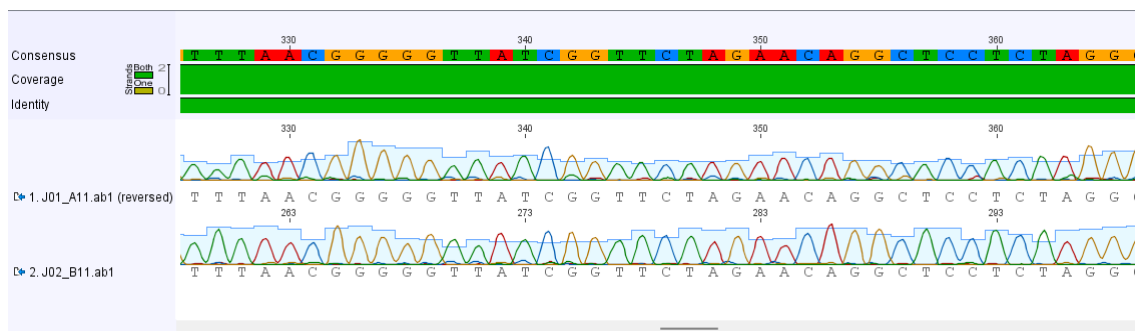 330 340 350 360
Consensus T T T A A C G G G G G T T A T C G G T T C T A G A A C A G G C T C C T C T A G G
Coverage Strands Both One 2 0
Identity
330 340 350 360
1. J01_A11.ab1 (reversed) T T T A A C G G G G G T T A T C G G T T C T A G A A C A G G C T C C T C T A G G
263 273 283 293
2. J02_B11.ab1 T T T A A C G G G G G T T A T C G G T T C T A G A A C A G G C T C C T C T A G G